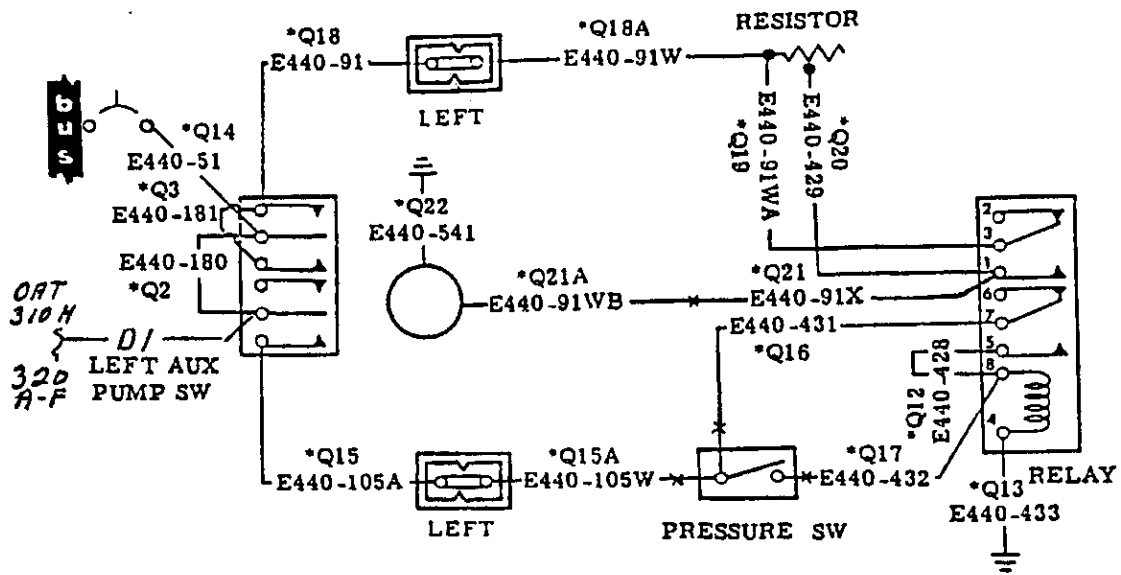 RESISTOR
*Q18
E440-91
LEFT
*Q18A
E440-91W
bus
*Q14
E440-51
*Q3
E440-181
E440-180
*Q2
OAT
310 H
320
A-F
D1
LEFT AUX
PUMP SW
*Q22
E440-541
*Q21A
E440-91WB
*Q19
E440-91WA
E440-429
*Q20
*Q21
E440-91X
E440-431
*Q16
2
3
1
6
7
5
8
4
*Q12
E440-428
RELAY
*Q13
E440-433
*Q15
E440-105A
LEFT
*Q15A
E440-105W
PRESSURE SW
*Q17
E440-432